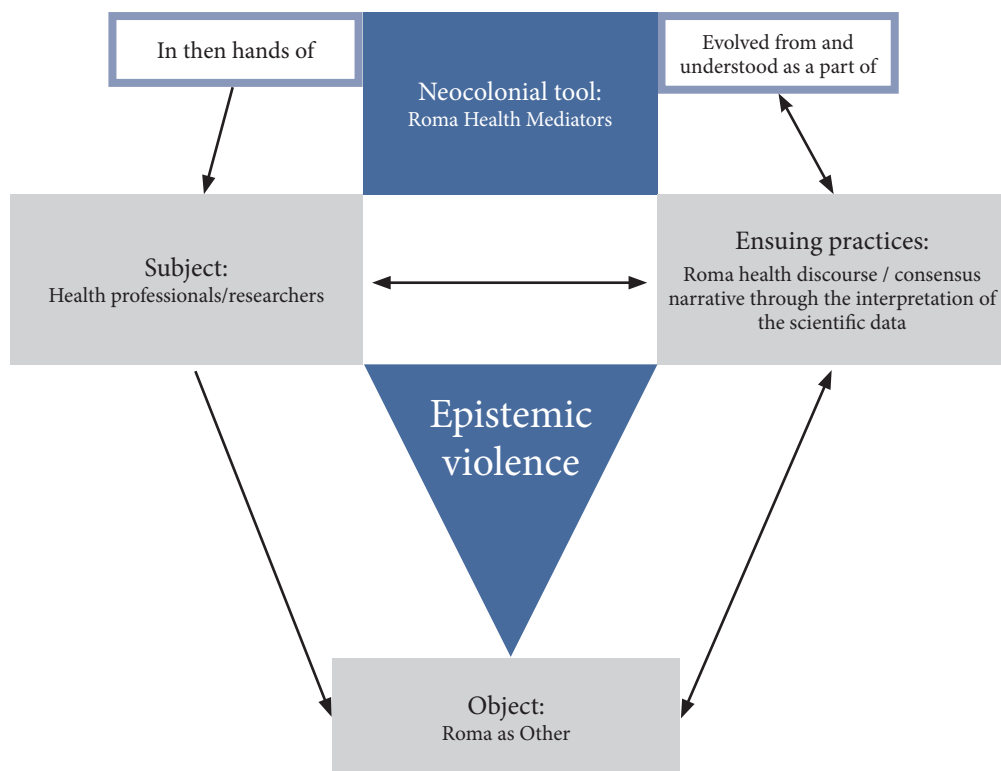 In then hands of
Neocolonial tool:
Roma Health Mediators
Evolved from and
understood as a part of
Subject:
Health professionals/researchers
Ensuing practices:
Roma health discourse / consensus
narrative through the interpretation of
the scientific data
Epistemic
violence
Object:
Roma as Other